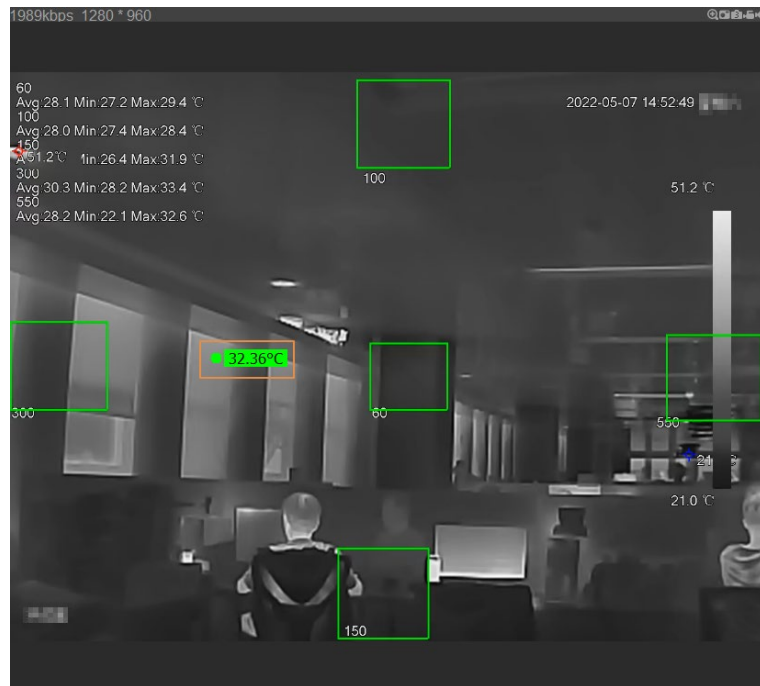 1989kbps 1280 * 960
60
Avg:28.1 Min:27.2 Max:29.4 ℃
100
Avg:28.0 Min:27.4 Max:28.4 ℃
150
51.2℃ Min:26.4 Max:31.9 ℃
300
Avg:30.3 Min:28.2 Max:33.4 ℃
550
Avg:28.2 Min:22.1 Max:32.6 ℃
2022-05-07 14:52:49
100
51.2 ℃
32.36ºC
300
60
550
21.0 ℃
150